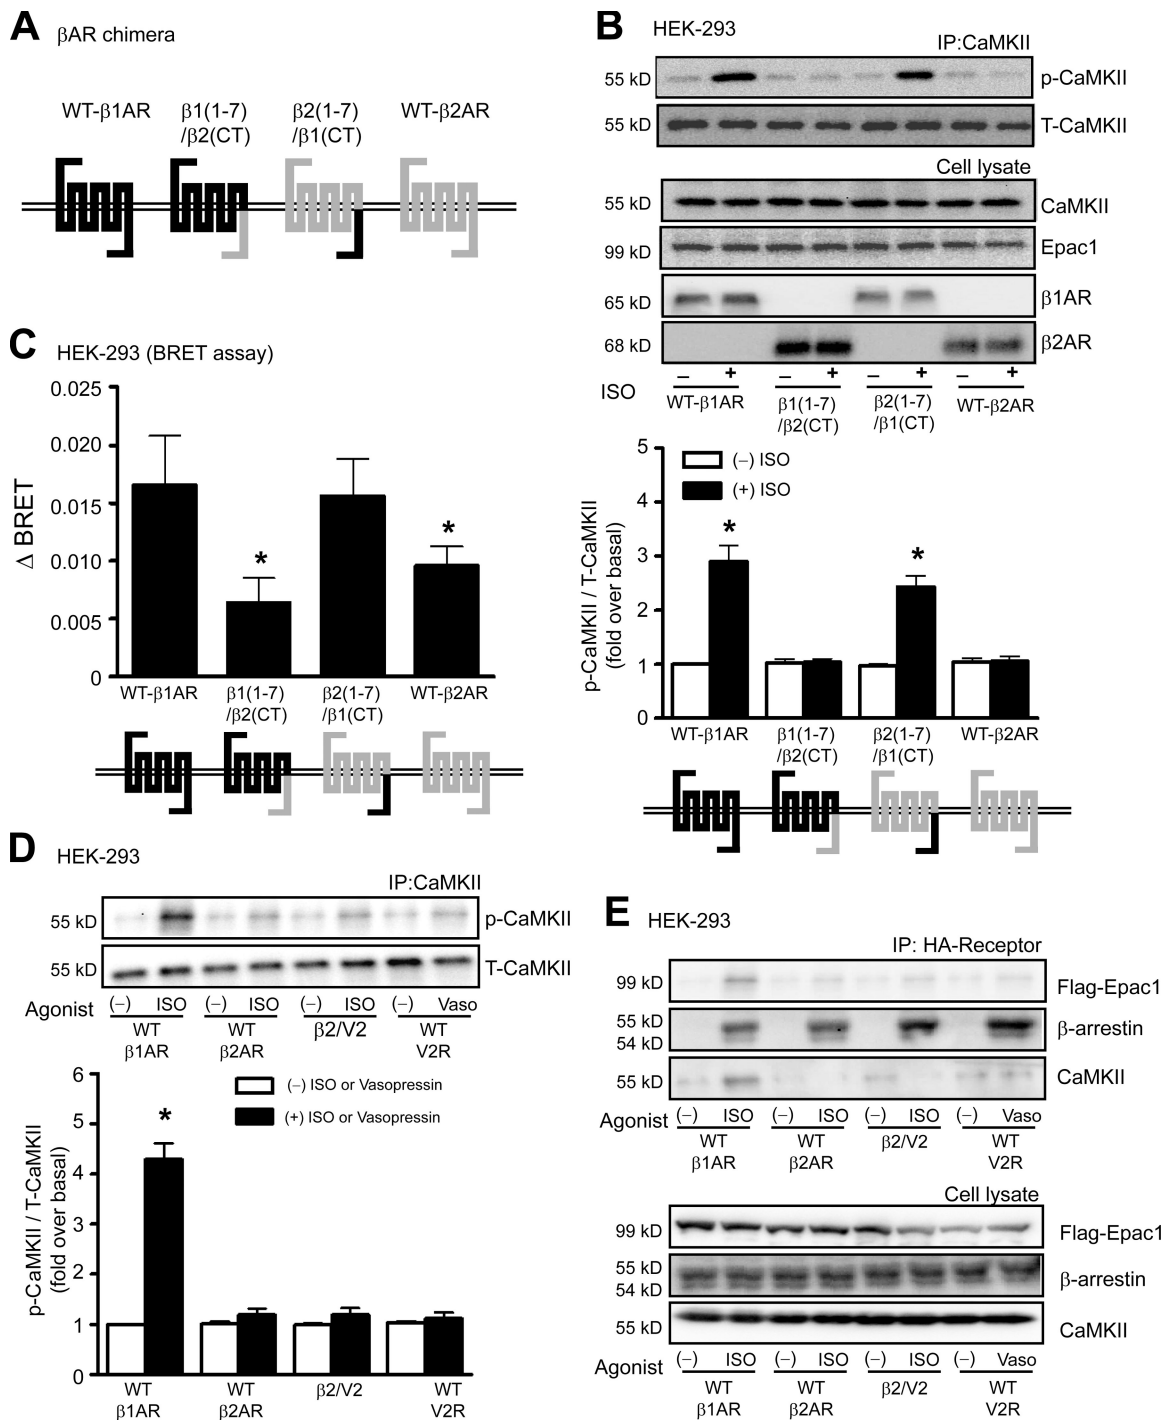 A
βAR chimera
WT-β1AR
β1(1-7)
/β2(CT)
β2(1-7)
/β1(CT)
WT-β2AR
B
HEK-293
IP:CaMKII
55 kD
p-CaMKII
55 kD
T-CaMKII
Cell lysate
55 kD
CaMKII
99 kD
Epac1
65 kD
β1AR
68 kD
β2AR
ISO
− + − + − + − +
WT-β1AR
β1(1-7)
/β2(CT)
β2(1-7)
/β1(CT)
WT-β2AR
p-CaMKII / T-CaMKII
(fold over basal)
5
4
3
2
1
0
(−) ISO
(+) ISO
*
*
WT-β1AR
β1(1-7)
/β2(CT)
β2(1-7)
/β1(CT)
WT-β2AR
C
HEK-293 (BRET assay)
Δ BRET
0.025
0.020
0.015
0.010
0.005
0
*
*
WT-β1AR
β1(1-7)
/β2(CT)
β2(1-7)
/β1(CT)
WT-β2AR
D
HEK-293
IP:CaMKII
55 kD
p-CaMKII
55 kD
T-CaMKII
Agonist
(-) ISO (-) ISO (-) ISO (-) Vaso
WT
β1AR
WT
β2AR
β2/V2
WT
V2R
p-CaMKII / T-CaMKII
(fold over basal)
6
5
4
3
2
1
0
(−) ISO or Vasopressin
(+) ISO or Vasopressin
*
WT
β1AR
WT
β2AR
β2/V2
WT
V2R
E
HEK-293
IP: HA-Receptor
99 kD
Flag-Epac1
55 kD
54 kD
β-arrestin
55 kD
CaMKII
Agonist
(-) ISO (-) ISO (-) ISO (-) Vaso
WT
β1AR
WT
β2AR
β2/V2
WT
V2R
Cell lysate
99 kD
Flag-Epac1
55 kD
54 kD
β-arrestin
55 kD
CaMKII
Agonist
(-) ISO (-) ISO (-) ISO (-) Vaso
WT
β1AR
WT
β2AR
β2/V2
WT
V2R